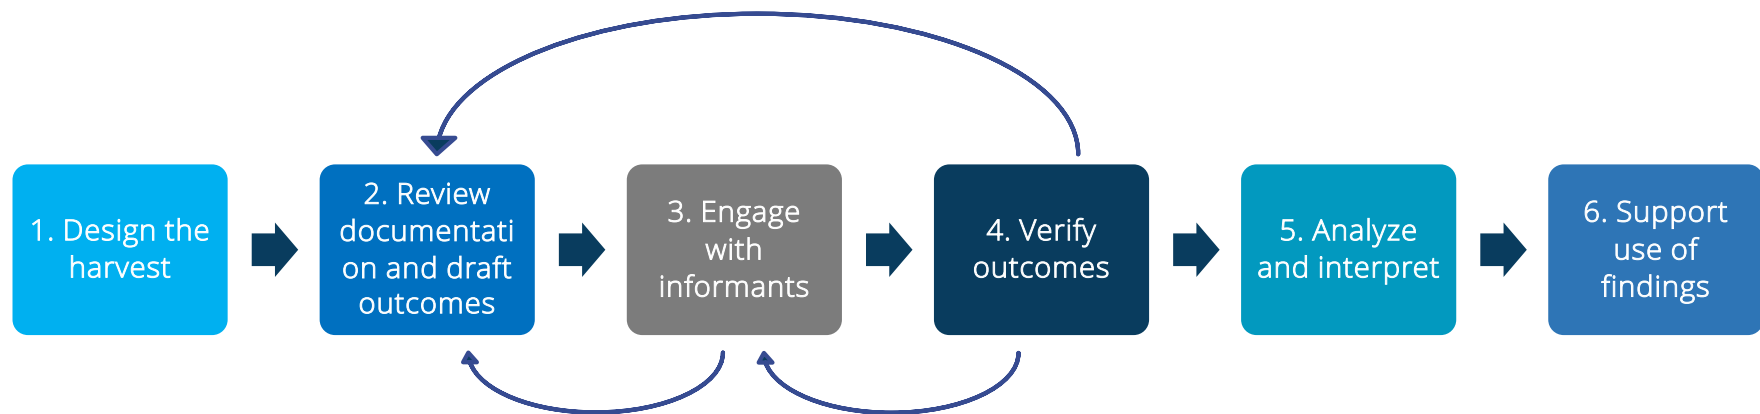 1. Design the
harvest
2. Review
documentati
on and draft
outcomes
3. Engage
with
informants
4. Verify
outcomes
5. Analyze
and interpret
6. Support
use of
findings